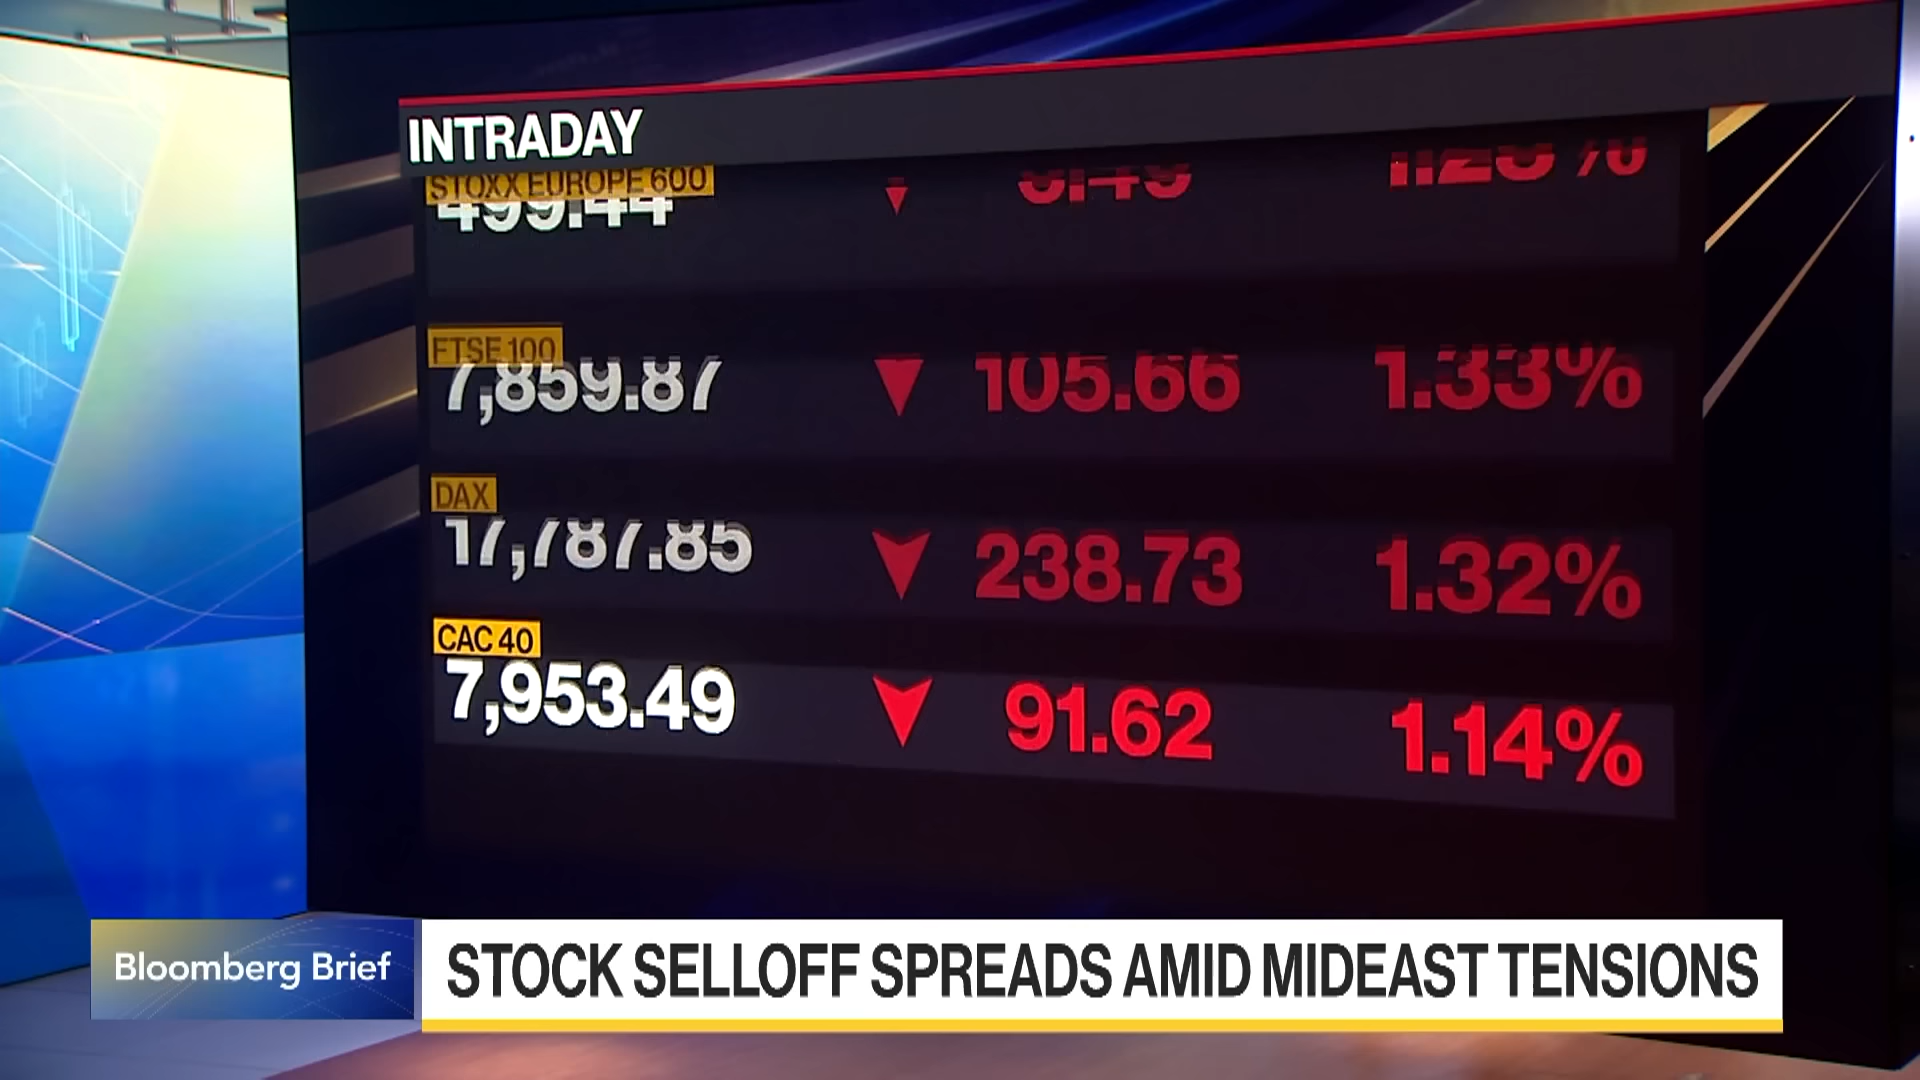 INTRADAY
STOXX EUROPE 600
499.44
FTSE 100
7,859.87 105.66 1.33%
DAX
17,787.85 238.73 1.32%
CAC 40
7,953.49 91.62 1.14%
Bloomberg Brief
STOCK SELLOFF SPREADS AMID MIDEAST TENSIONS